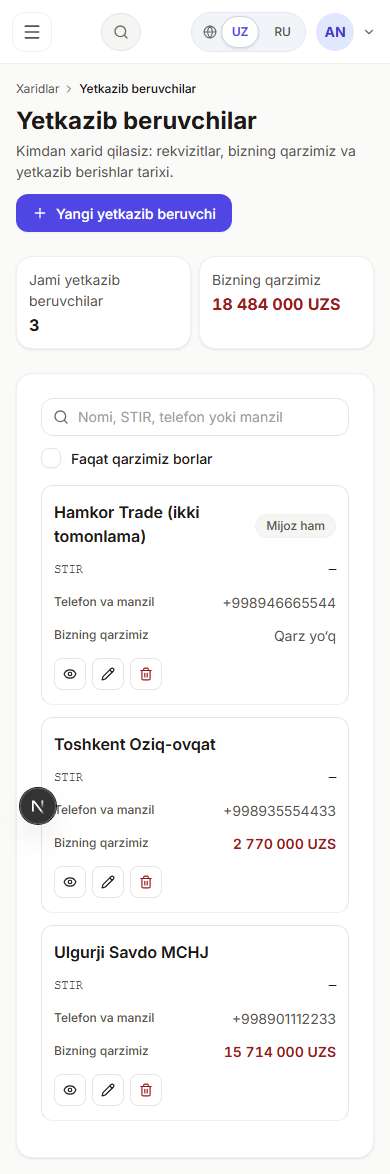 UZ RU AN
Xaridlar > Yetkazib beruvchilar
Yetkazib beruvchilar
Kimdan xarid qilasiz: rekvizitlar, bizning qarzimiz va
yetkazib berishlar tarixi.
+ Yangi yetkazib beruvchi
Jami yetkazib
beruvchilar
3
Bizning qarzimiz
18 484 000 UZS
Nomi, STIR, telefon yoki manzil
Faqat qarzimiz borlar
Hamkor Trade (ikki
tomonlama)
Mijoz ham
STIR –
Telefon va manzil +998946665544
Bizning qarzimiz Qarz yo‘q
Toshkent Oziq-ovqat
STIR –
N
Telefon va manzil +998935554433
Bizning qarzimiz 2 770 000 UZS
Ulgurji Savdo MCHJ
STIR –
Telefon va manzil +998901112233
Bizning qarzimiz 15 714 000 UZS